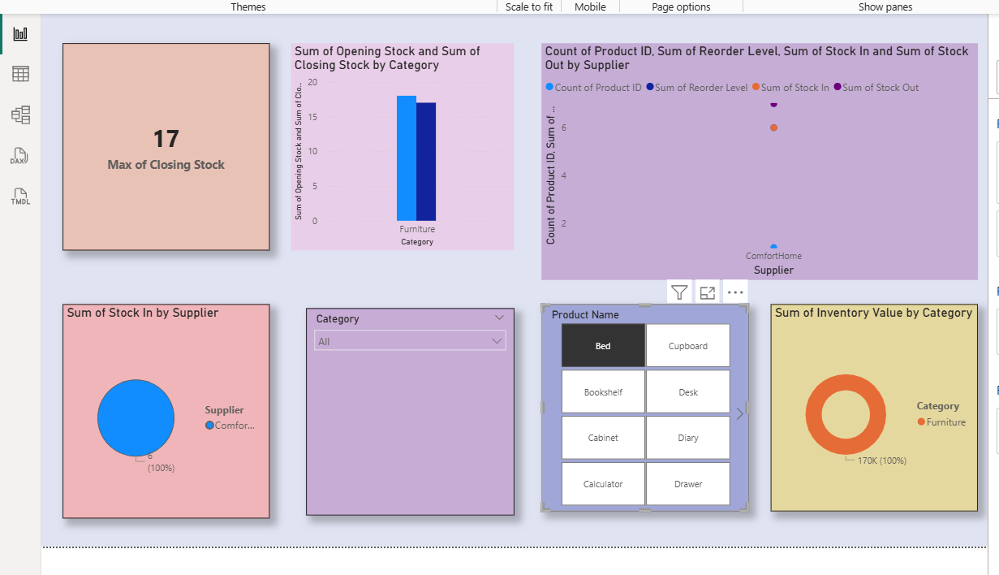 Themes
Scale to fit
Mobile
Page options
Show panes
DAX
TMDL
17
Max of Closing Stock
Sum of Opening Stock and Sum of
Closing Stock by Category
Sum of Opening Stock and Sum of Clo...
20
15
10
5
0
Furniture
Category
Count of Product ID, Sum of Reorder Level, Sum of Stock In and Sum of Stock
Out by Supplier
Count of Product ID
Sum of Reorder Level
Sum of Stock In
Sum of Stock Out
Count of Product ID, Sum of ...
6
4
2
ComfortHome
Supplier
Sum of Stock In by Supplier
Supplier
Comfor...
6
(100%)
Category
All
Product Name
Bed
Cupboard
Bookshelf
Desk
Cabinet
Diary
Calculator
Drawer
Sum of Inventory Value by Category
Category
Furniture
170K (100%)